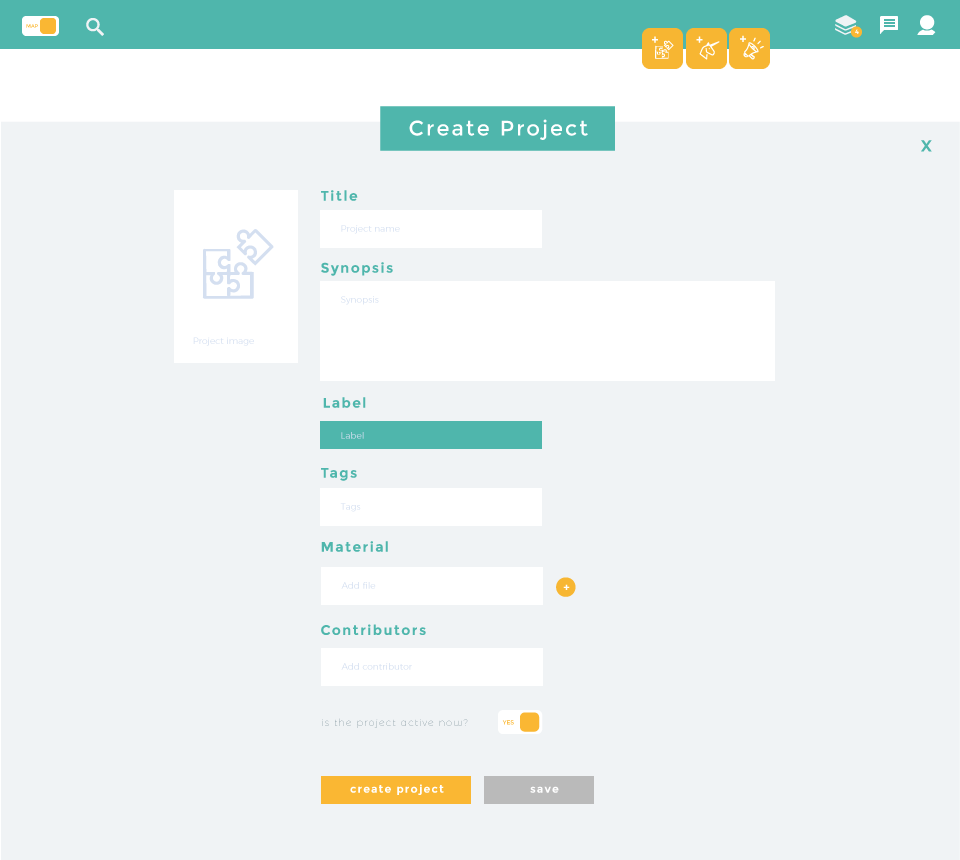 MAP
4
Create Project
X
Title
Project name
Synopsis
Synopsis
Project image
Label
Label
Tags
Tags
Material
Add file
+
Contributors
Add contributor
is the project active now?
YES
create project
save